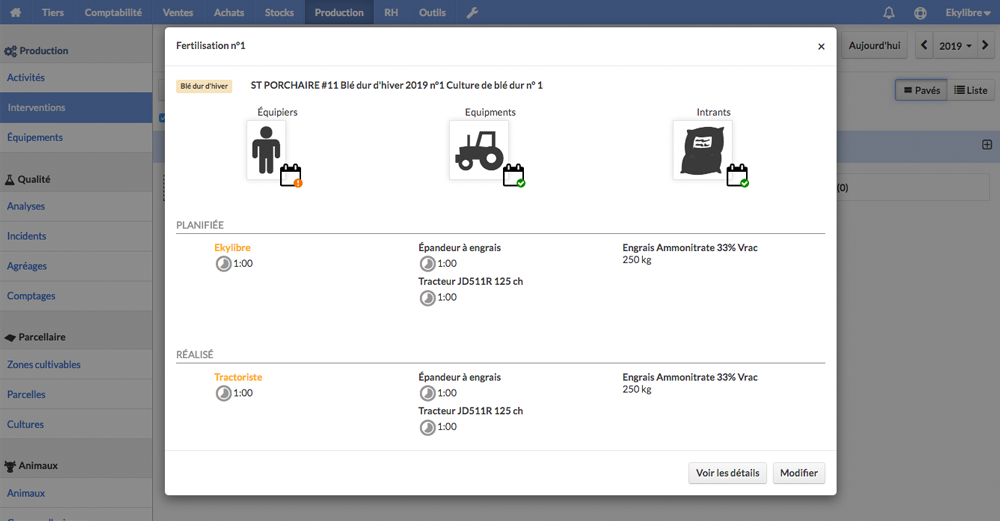 Tiers Comptabilité Ventes Achats Stocks Production RH Outils Ekylibre
Production
Activités
Interventions
Équipements
Qualité
Analyses
Incidents
Agréages
Comptages
Parcellaire
Zones cultivables
Parcelles
Cultures
Animaux
Animaux
Aujourd'hui 2019
Pavés Liste
(0)
Fertilisation n°1 ×
Blé dur d'hiver ST PORCHAIRE #11 Blé dur d'hiver 2019 n°1 Culture de blé dur n° 1
Équipiers Equipments Intrants
PLANIFIÉE
Ekylibre Épandeur à engrais Engrais Ammonitrate 33% Vrac
1:00 1:00 250 kg
Tracteur JD511R 125 ch
1:00
RÉALISÉ
Tractoriste Épandeur à engrais Engrais Ammonitrate 33% Vrac
1:00 1:00 250 kg
Tracteur JD511R 125 ch
1:00
Voir les détails Modifier